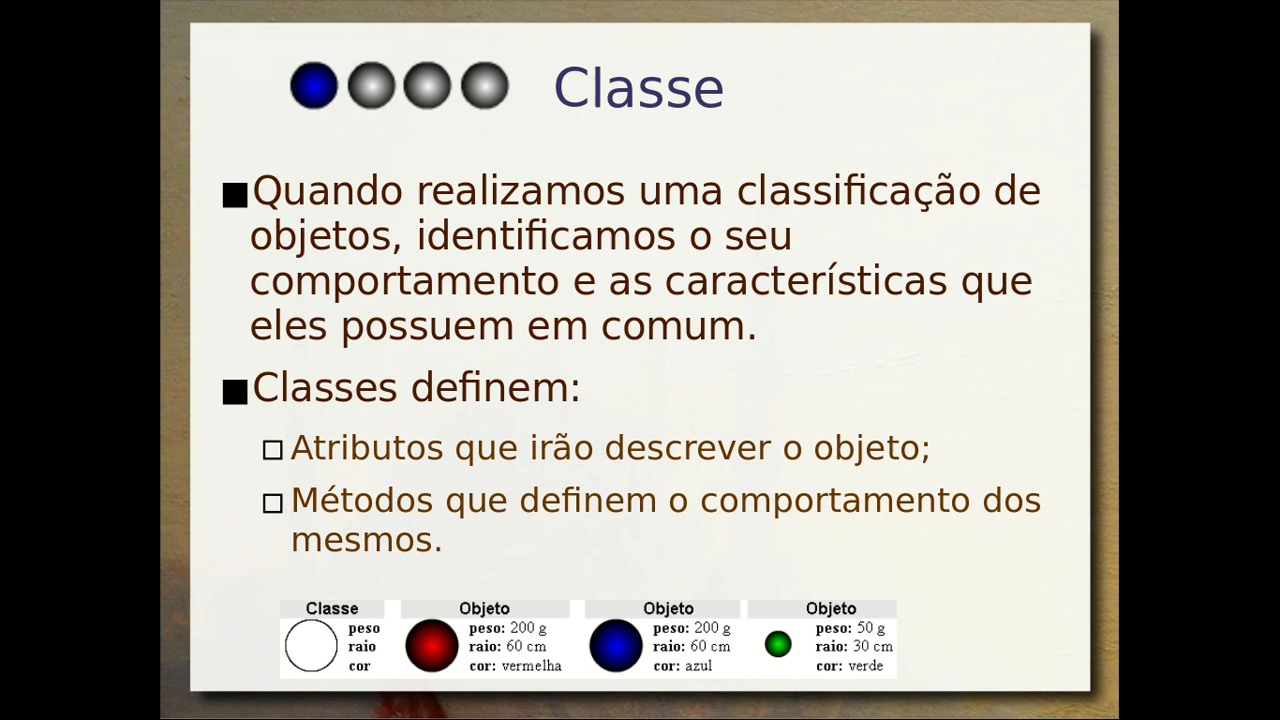 Classe
■Quando realizamos uma classificação de
objetos, identificamos o seu
comportamento e as características que
eles possuem em comum.
■Classes definem:
□ Atributos que irão descrever o objeto;
□ Métodos que definem o comportamento dos
mesmos.
Classe Objeto Objeto Objeto
peso peso: 200 g peso: 200 g peso: 50 g
raio raio: 60 cm raio: 60 cm raio: 30 cm
cor cor: vermelha cor: azul cor: verde